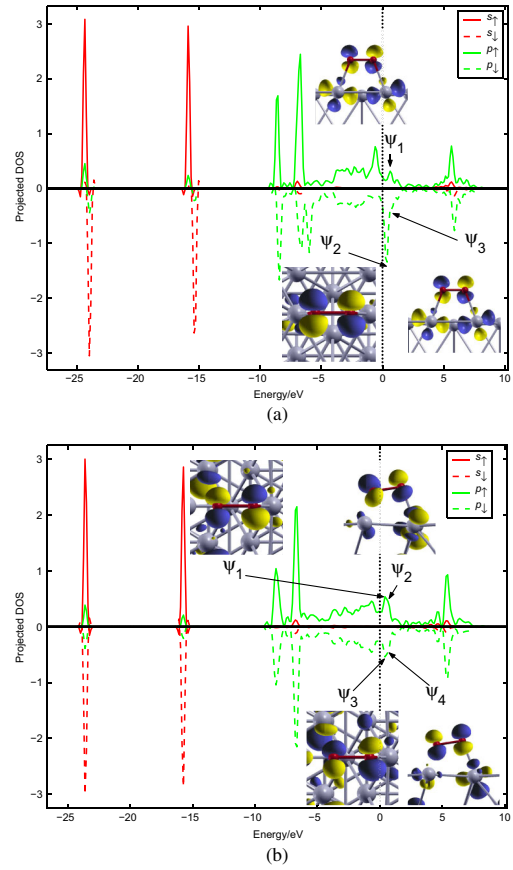 3
2
1
0
−1
−2
−3
Projected DOS
s↑
s↓
p↑
p↓
ψ1
ψ2
ψ3
−25
−20
−15
−10
−5
0
5
10
Energy/eV
(a)
3
2
1
0
−1
−2
−3
Projected DOS
s↑
s↓
p↑
p↓
ψ1
ψ2
ψ3
ψ4
−25
−20
−15
−10
−5
0
5
10
Energy/eV
(b)